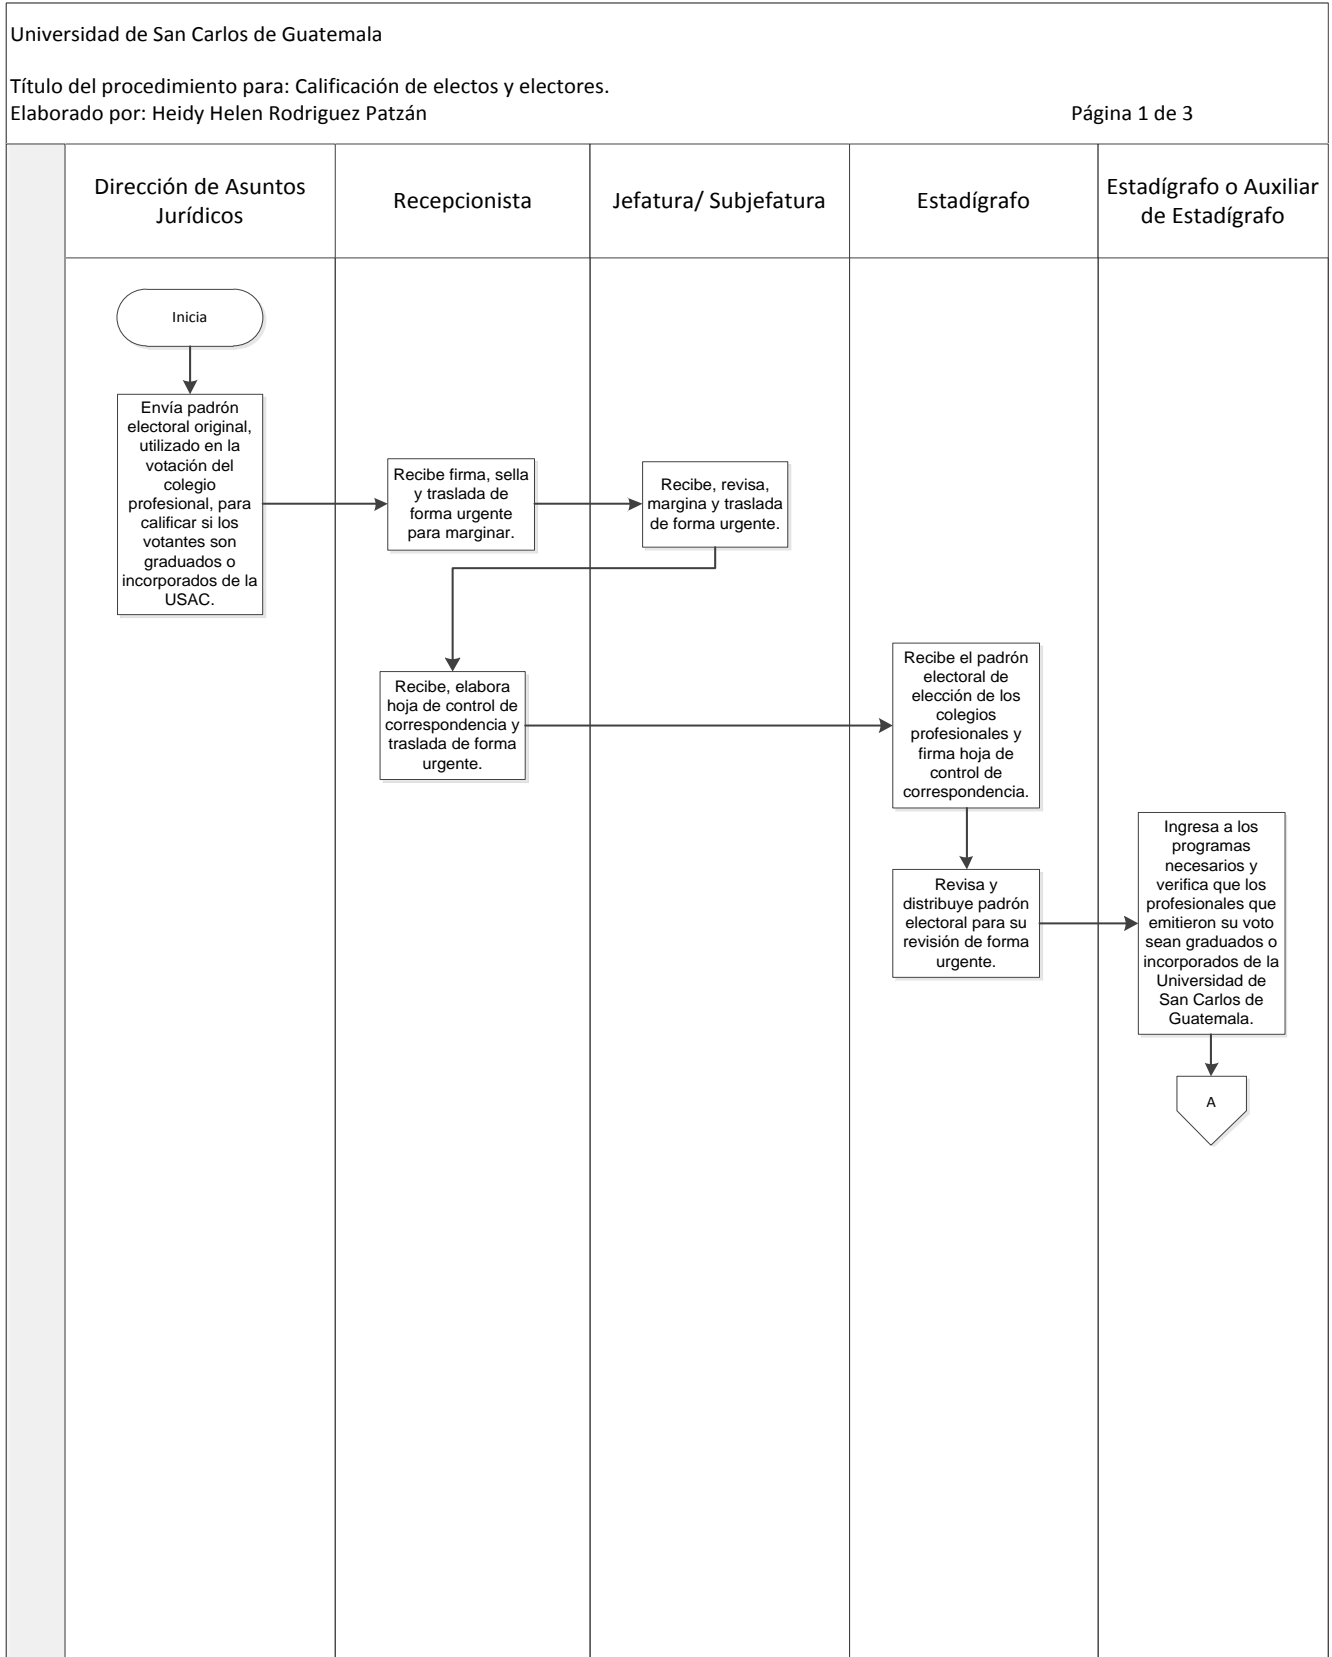 Universidad de San Carlos de Guatemala
Título del procedimiento para: Calificación de electos y electores.
Elaborado por: Heidy Helen Rodriguez Patzán
Página 1 de 3
Dirección de Asuntos
Jurídicos
Recepcionista
Jefatura/ Subjefatura
Estadígrafo
Estadígrafo o Auxiliar
de Estadígrafo
Inicia
Envía padrón
electoral original,
utilizado en la
votación del
colegio
profesional, para
calificar si los
votantes son
graduados o
incorporados de la
USAC.
Recibe firma, sella
y traslada de
forma urgente
para marginar.
Recibe, revisa,
margina y traslada
de forma urgente.
Recibe, elabora
hoja de control de
correspondencia y
traslada de forma
urgente.
Recibe el padrón
electoral de
elección de los
colegios
profesionales y
firma hoja de
control de
correspondencia.
Revisa y
distribuye padrón
electoral para su
revisión de forma
urgente.
Ingresa a los
programas
necesarios y
verifica que los
profesionales que
emitieron su voto
sean graduados o
incorporados de la
Universidad de
San Carlos de
Guatemala.
A